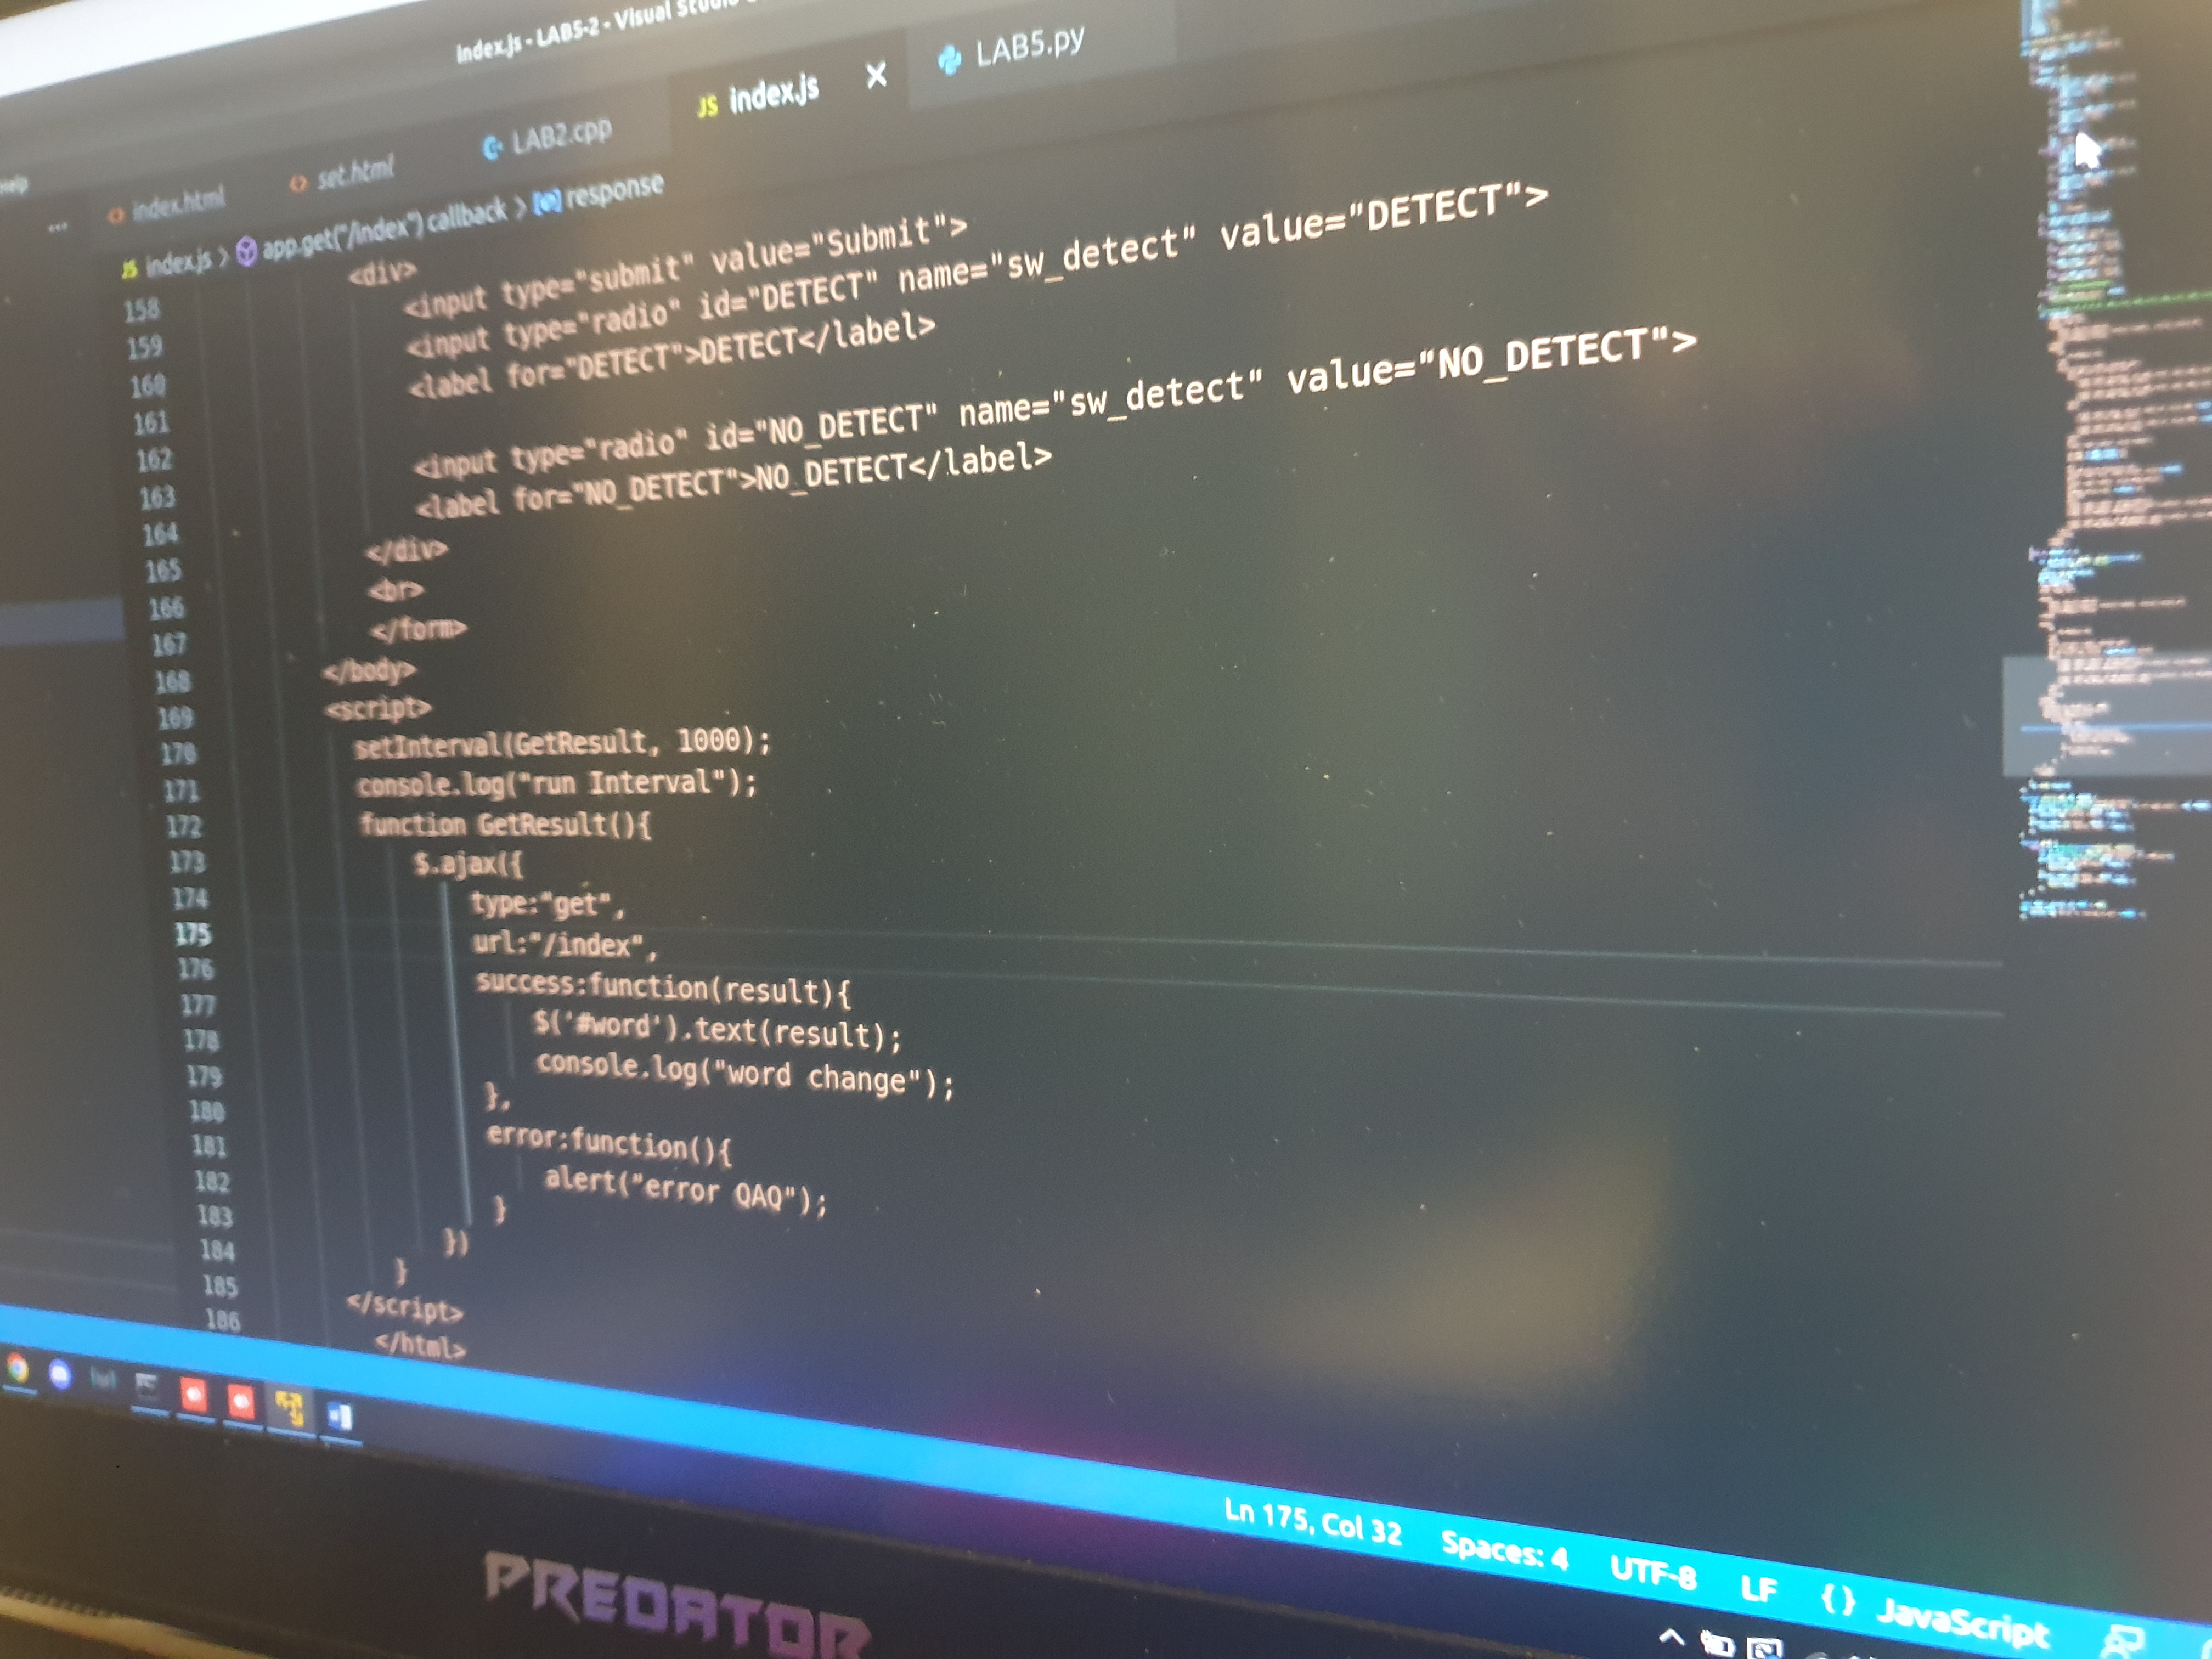 index.js - LAB5-2 - Visual Studio
Help
index.html
set.html
LAB2.cpp
JS index.js
LAB5.py
JS index.js > app.get("/index") callback > response
<div>
158 <input type="submit" value="Submit">
159 <input type="radio" id="DETECT" name="sw_detect" value="DETECT">
160 <label for="DETECT">DETECT</label>
161
162 <input type="radio" id="NO_DETECT" name="sw_detect" value="NO_DETECT">
163 <label for="NO_DETECT">NO_DETECT</label>
164 </div>
165 <br>
166 </form>
167 </body>
168 <script>
169 setInterval(GetResult, 1000);
170 console.log("run Interval");
171 function GetResult(){
172 $.ajax({
173 type:"get",
174 url:"/index",
175 success:function(result){
176 $('#word').text(result);
177 console.log("word change");
178 },
179 error:function(){
180 alert("error QAQ");
181 }
182 })
183 }
184 </script>
185 </html>
186
Ln 175, Col 32
Spaces: 4
UTF-8
LF
{ } JavaScript
PREDATOR